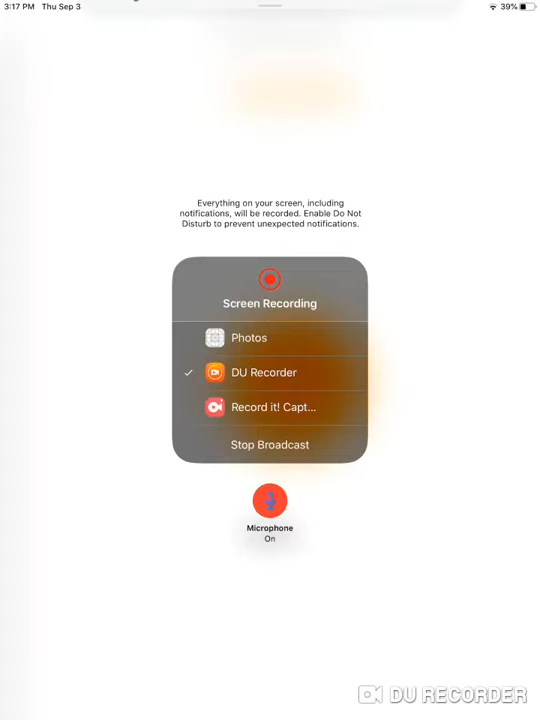 3:17 PM Thu Sep 3
39%
Everything on your screen, including
notifications, will be recorded. Enable Do Not
Disturb to prevent unexpected notifications.
Screen Recording
Photos
DU Recorder
Record it! Capt...
Stop Broadcast
Microphone
On
DU RECORDER